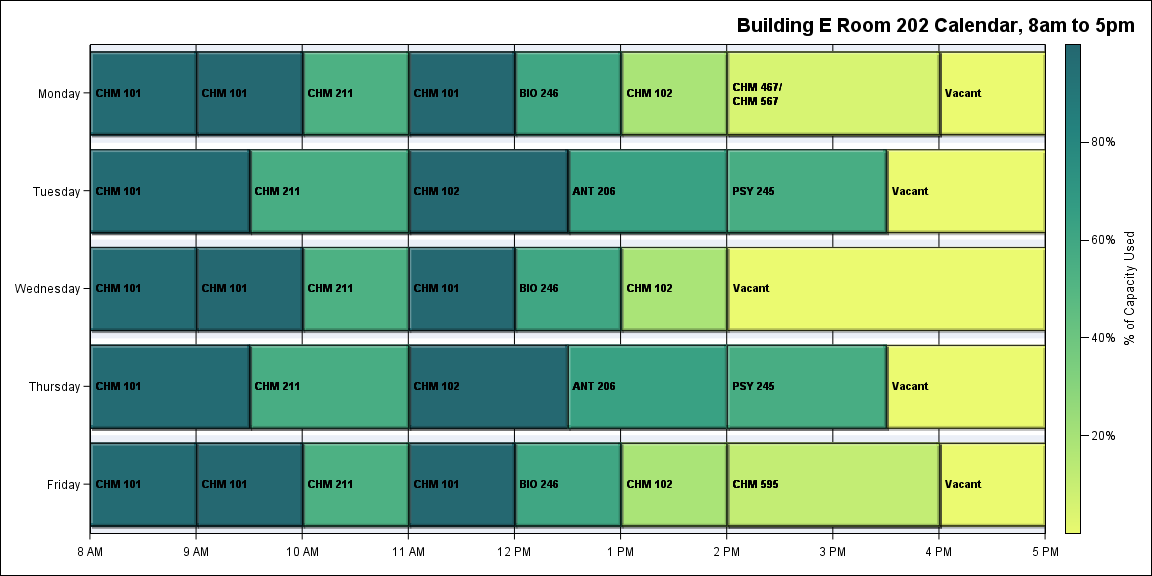 Building E Room 202 Calendar, 8am to 5pm
Monday
CHM 101
CHM 101
CHM 211
CHM 101
BIO 246
CHM 102
CHM 467/
CHM 567
Vacant
Tuesday
CHM 101
CHM 211
CHM 102
ANT 206
PSY 245
Vacant
Wednesday
CHM 101
CHM 101
CHM 211
CHM 101
BIO 246
CHM 102
Vacant
Thursday
CHM 101
CHM 211
CHM 102
ANT 206
PSY 245
Vacant
Friday
CHM 101
CHM 101
CHM 211
CHM 101
BIO 246
CHM 102
CHM 595
Vacant
8 AM
9 AM
10 AM
11 AM
12 PM
1 PM
2 PM
3 PM
4 PM
5 PM
80%
60%
40%
20%
% of Capacity Used